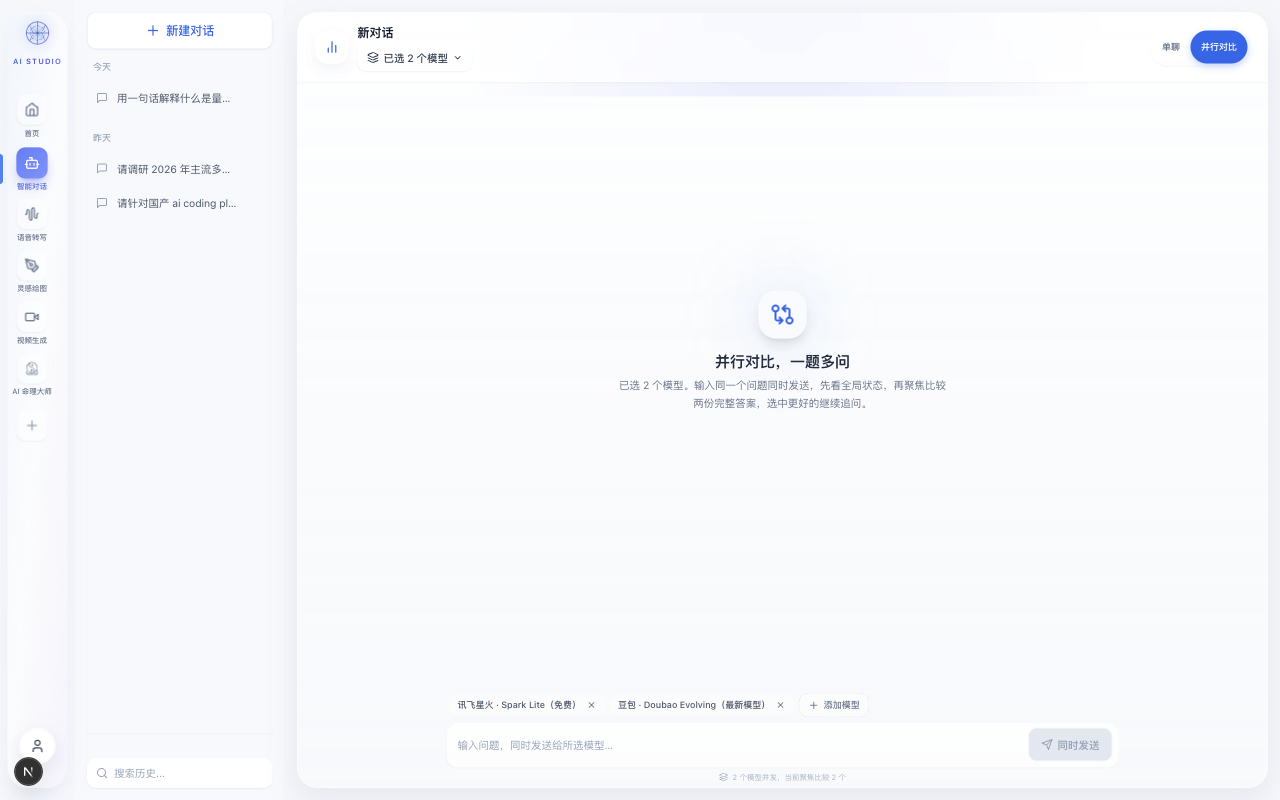 AI STUDIO
首页
智能对话
语音转写
灵感绘图
视频生成
AI 命理大师
N
新建对话
今天
用一句话解释什么是量...
昨天
请调研 2026 年主流多...
请针对国产 ai coding pl...
搜索历史...
新对话
已选 2 个模型
单聊
并行对比
并行对比，一题多问
已选 2 个模型。输入同一个问题同时发送，先看全局状态，再聚焦比较
两份完整答案，选中更好的继续追问。
讯飞星火 · Spark Lite（免费）
豆包 · Doubao Evolving（最新模型）
添加模型
输入问题，同时发送给所选模型...
同时发送
2 个模型并发，当前聚焦比较 2 个